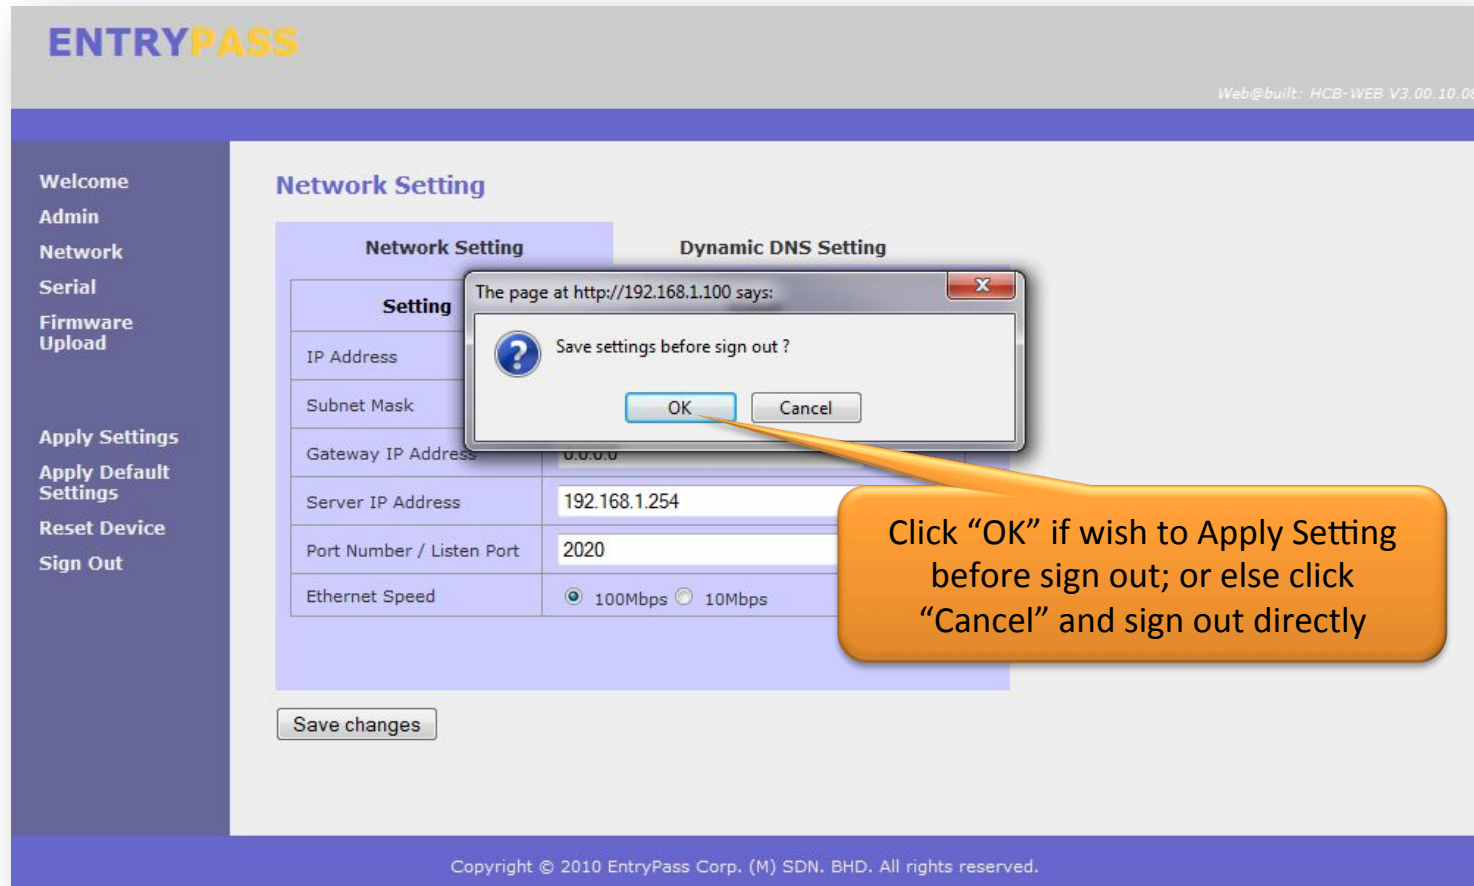 ENTRYPASS
Web@built: HCB-WEB V3.00.10.08
Welcome
Admin
Network
Serial
Firmware
Upload
Apply Settings
Apply Default
Settings
Reset Device
Sign Out
Network Setting
Network Setting
Dynamic DNS Setting
Setting
The page at http://192.168.1.100 says:
Save settings before sign out ?
OK
Cancel
IP Address
Subnet Mask
Gateway IP Address
0.0.0.0
Server IP Address
192.168.1.254
Port Number / Listen Port
2020
Ethernet Speed
100Mbps
10Mbps
Click “OK” if wish to Apply Setting
before sign out; or else click
“Cancel” and sign out directly
Save changes
Copyright © 2010 EntryPass Corp. (M) SDN. BHD. All rights reserved.